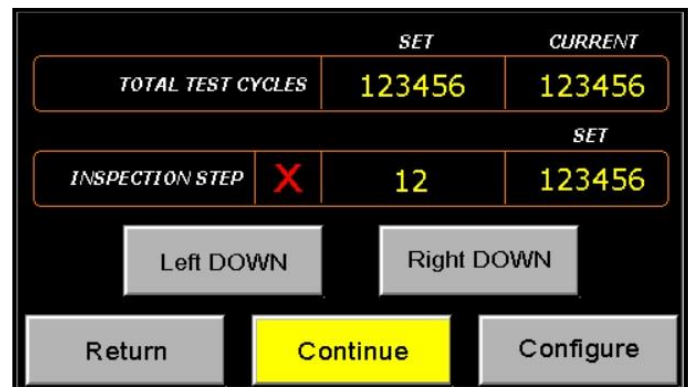 SET CURRENT
TOTAL TEST CYCLES 123456 123456
SET
INSPECTION STEP X 12 123456
Left DOWN Right DOWN
Return Continue Configure